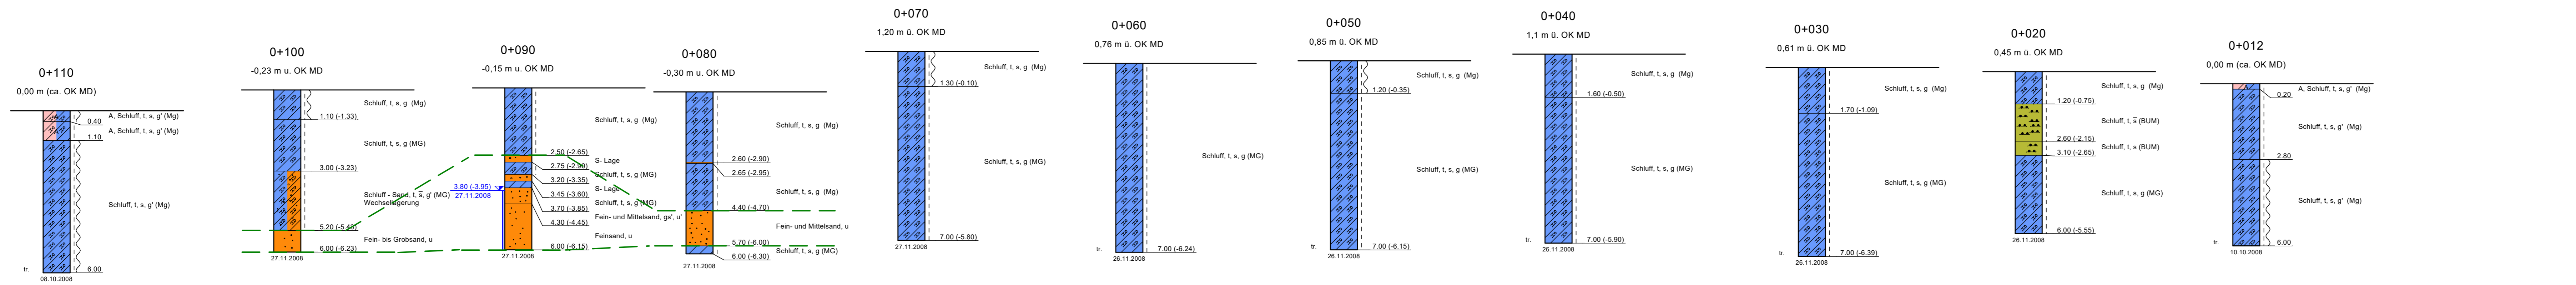 0+110
0,00 m (ca. OK MD)
A, Schluff, t, s, g' (Mg)
0.40
A, Schluff, t, s, g' (Mg)
1.10
Schluff, t, s, g' (Mg)
tr.
6.00
08.10.2008
0+100
-0,23 m u. OK MD
Schluff, t, s, g  (Mg)
1.10 (-1.33)
Schluff, t, s, g (MG)
3.00 (-3.23)
Schluff - Sand, t, s̅, g' (MG)
Wechsellagerung
5.20 (-5.43)
Fein- bis Grobsand, u
6.00 (-6.23)
27.11.2008
0+090
-0,15 m u. OK MD
Schluff, t, s, g (Mg)
2.50 (-2.65)
S- Lage
2.75 (-2.90)
Schluff, t, s, g (MG)
3.20 (-3.35)
3.80 (-3.95)
27.11.2008
S- Lage
3.45 (-3.60)
Schluff, t, s, g (MG)
3.70 (-3.85)
Fein- und Mittelsand, gs', u'
4.30 (-4.45)
Feinsand, u
6.00 (-6.15)
27.11.2008
0+080
-0,30 m u. OK MD
Schluff, t, s, g  (Mg)
2.60 (-2.90)
2.65 (-2.95)
Schluff, t, s, g  (Mg)
4.40 (-4.70)
Fein- und Mittelsand, u
5.70 (-6.00)
Schluff, t, s, g (MG)
6.00 (-6.30)
27.11.2008
0+070
1,20 m ü. OK MD
Schluff, t, s, g  (Mg)
1.30 (-0.10)
Schluff, t, s, g (MG)
7.00 (-5.80)
27.11.2008
0+060
0,76 m ü. OK MD
Schluff, t, s, g (MG)
tr.
7.00 (-6.24)
26.11.2008
0+050
0,85 m ü. OK MD
Schluff, t, s, g  (Mg)
1.20 (-0.35)
Schluff, t, s, g (MG)
tr.
7.00 (-6.15)
26.11.2008
0+040
1,1 m ü. OK MD
Schluff, t, s, g  (Mg)
1.60 (-0.50)
Schluff, t, s, g (MG)
tr.
7.00 (-5.90)
26.11.2008
0+030
0,61 m ü. OK MD
Schluff, t, s, g  (Mg)
1.70 (-1.09)
Schluff, t, s, g (MG)
tr.
7.00 (-6.39)
26.11.2008
0+020
0,45 m ü. OK MD
Schluff, t, s, g  (Mg)
1.20 (-0.75)
Schluff, t, s̅ (BUM)
2.60 (-2.15)
Schluff, t, s (BUM)
3.10 (-2.65)
Schluff, t, s, g (MG)
6.00 (-5.55)
26.11.2008
0+012
0,00 m (ca. OK MD)
A, Schluff, t, s, g' (Mg)
0.20
Schluff, t, s, g'  (Mg)
2.80
Schluff, t, s, g'  (Mg)
tr.
6.00
10.10.2008